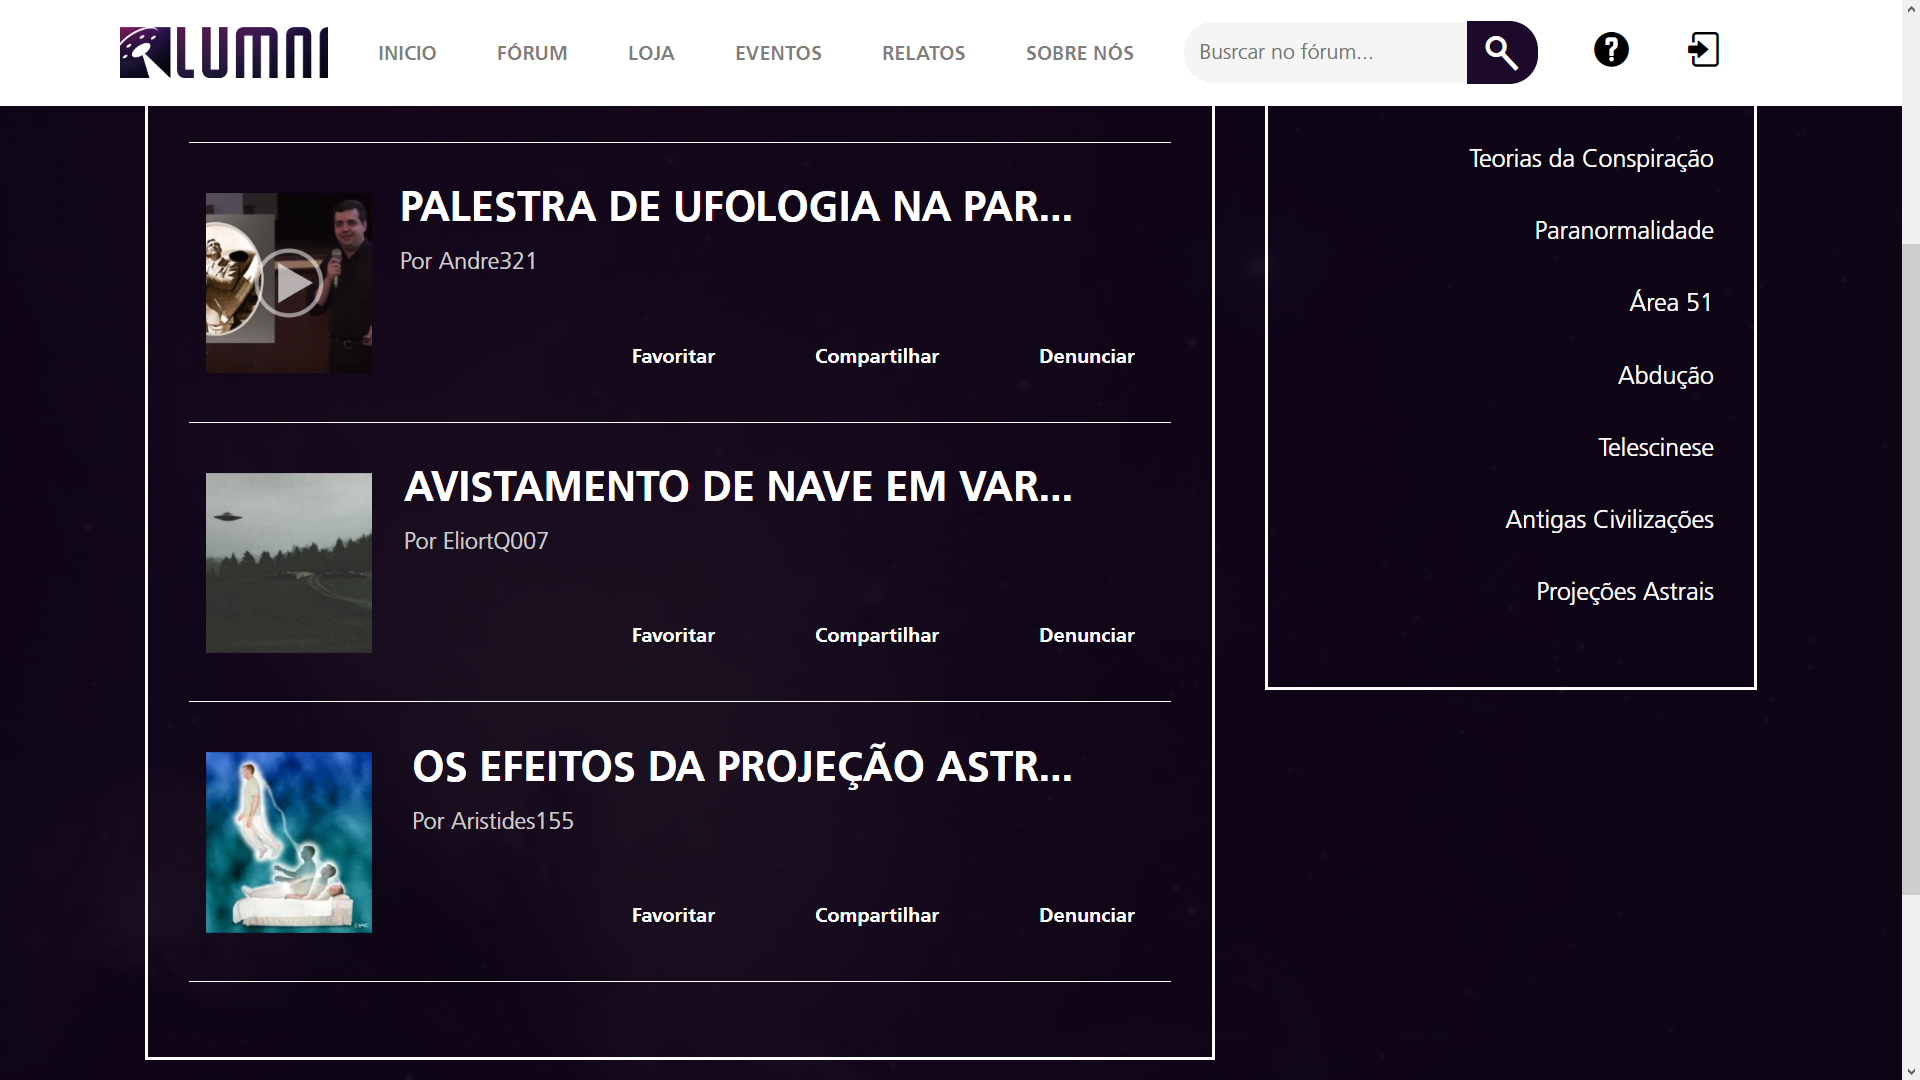 LUMNI
INICIO
FÓRUM
LOJA
EVENTOS
RELATOS
SOBRE NÓS
Busrcar no fórum...
PALESTRA DE UFOLOGIA NA PAR...
Por Andre321
Favoritar
Compartilhar
Denunciar
AVISTAMENTO DE NAVE EM VAR...
Por EliortQ007
Favoritar
Compartilhar
Denunciar
OS EFEITOS DA PROJEÇÃO ASTR...
Por Aristides155
Favoritar
Compartilhar
Denunciar
Teorias da Conspiração
Paranormalidade
Área 51
Abdução
Telescinese
Antigas Civilizações
Projeções Astrais